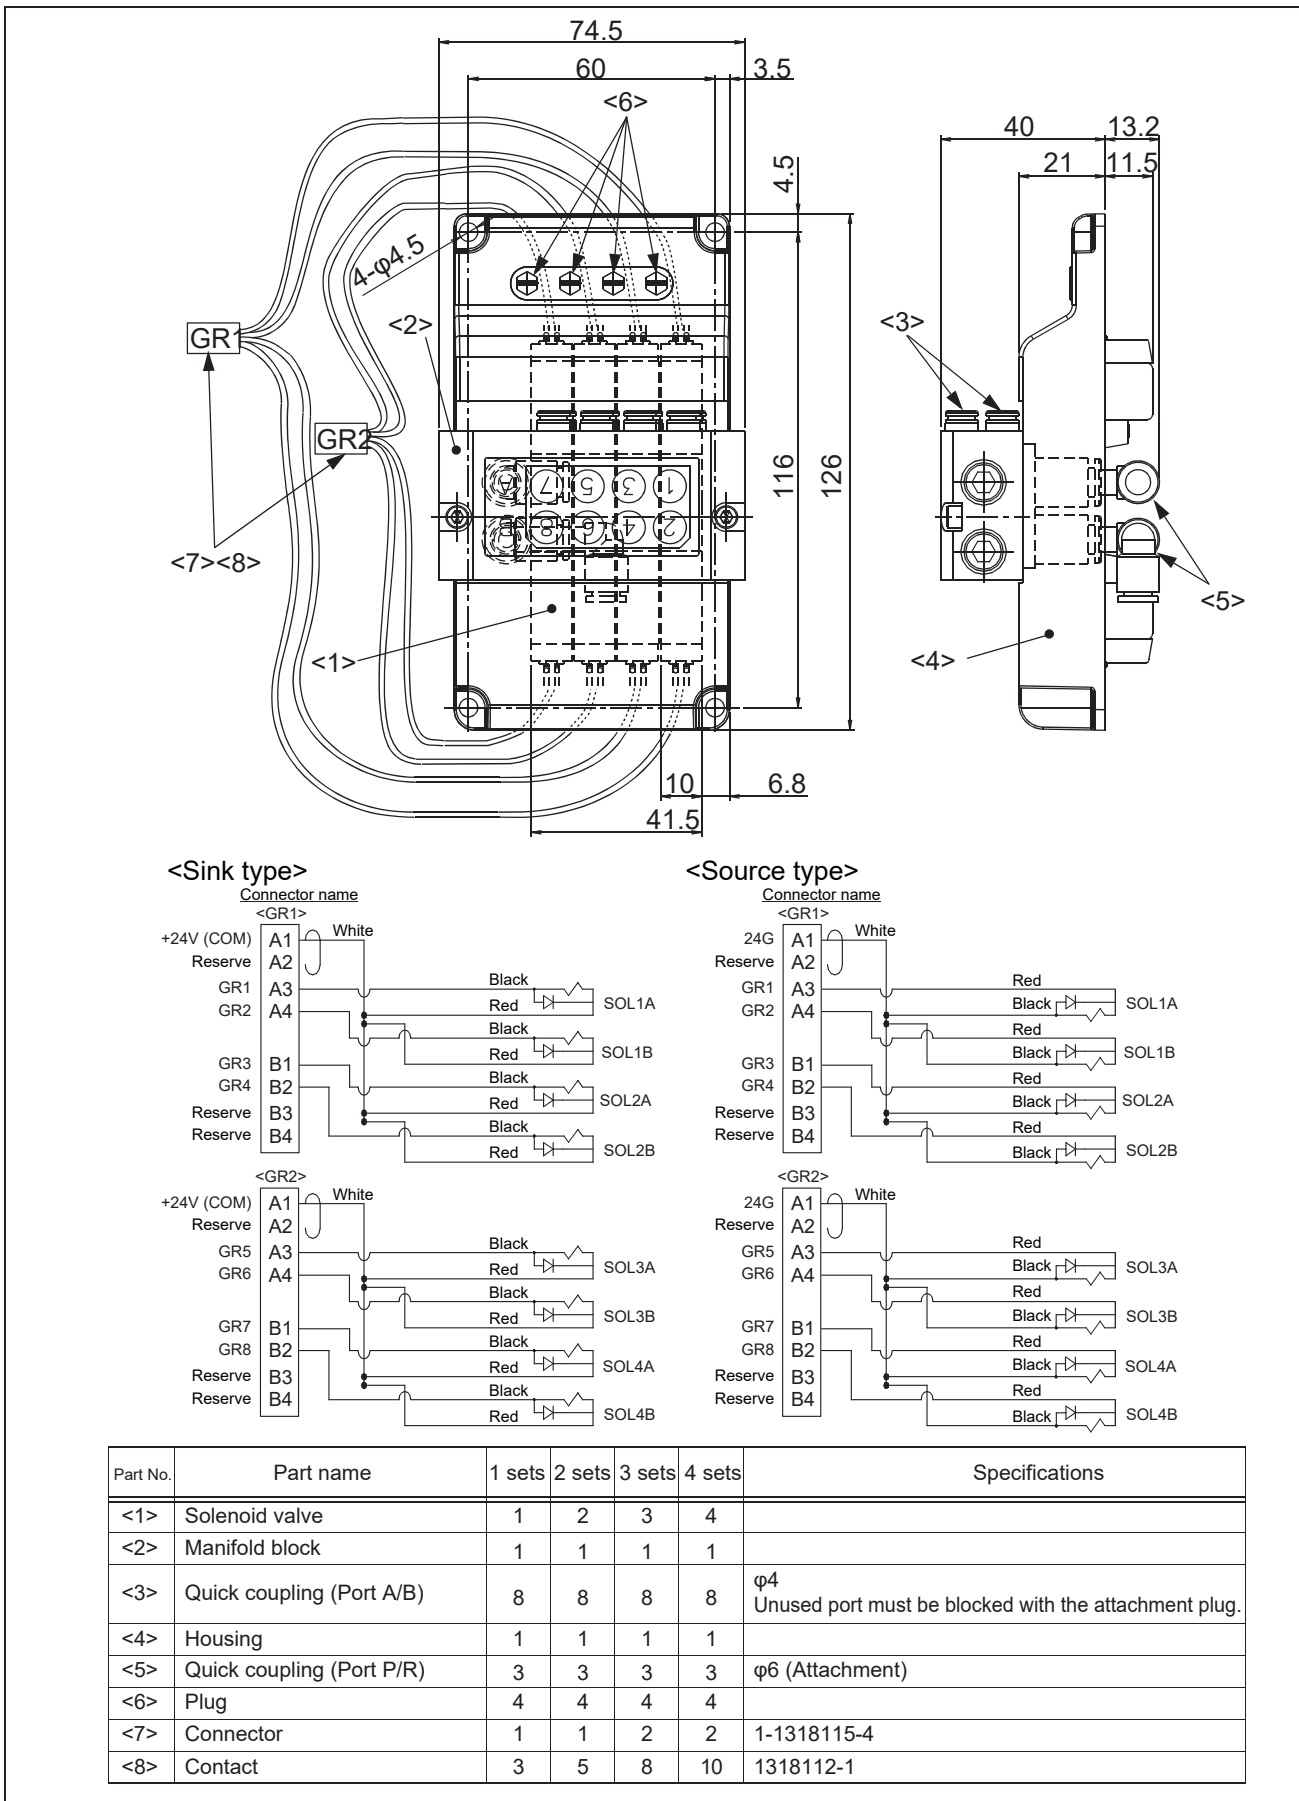 74.5
60
3.5
<6>
40
13.2
21
11.5
4.5
4-φ4.5
GR1
<2>
<3>
GR2
A
7
5
3
1
8
6
4
2
116
126
<7><8>
<5>
<1>
<4>
10
6.8
41.5
<Sink type>
Connector name
<GR1>
+24V (COM) A1 White
Reserve A2
GR1 A3 Black
Red SOL1A
GR2 A4 Black
Red SOL1B
GR3 B1 Black
Red SOL2A
GR4 B2 Black
Red SOL2B
Reserve B3
Reserve B4
<GR2>
+24V (COM) A1 White
Reserve A2
GR5 A3 Black
Red SOL3A
GR6 A4 Black
Red SOL3B
GR7 B1 Black
Red SOL4A
GR8 B2 Black
Red SOL4B
Reserve B3
Reserve B4
<Source type>
Connector name
<GR1>
24G A1 White
Reserve A2
GR1 A3 Red
Black SOL1A
GR2 A4 Red
Black SOL1B
GR3 B1 Red
Black SOL2A
GR4 B2 Red
Black SOL2B
Reserve B3
Reserve B4
<GR2>
24G A1 White
Reserve A2
GR5 A3 Red
Black SOL3A
GR6 A4 Red
Black SOL3B
GR7 B1 Red
Black SOL4A
GR8 B2 Red
Black SOL4B
Reserve B3
Reserve B4
Part No. Part name 1 sets 2 sets 3 sets 4 sets Specifications
<1> Solenoid valve 1 2 3 4
<2> Manifold block 1 1 1 1
<3> Quick coupling (Port A/B) 8 8 8 8 φ4
Unused port must be blocked with the attachment plug.
<4> Housing 1 1 1 1
<5> Quick coupling (Port P/R) 3 3 3 3 φ6 (Attachment)
<6> Plug 4 4 4 4
<7> Connector 1 1 2 2 1-1318115-4
<8> Contact 3 5 8 10 1318112-1